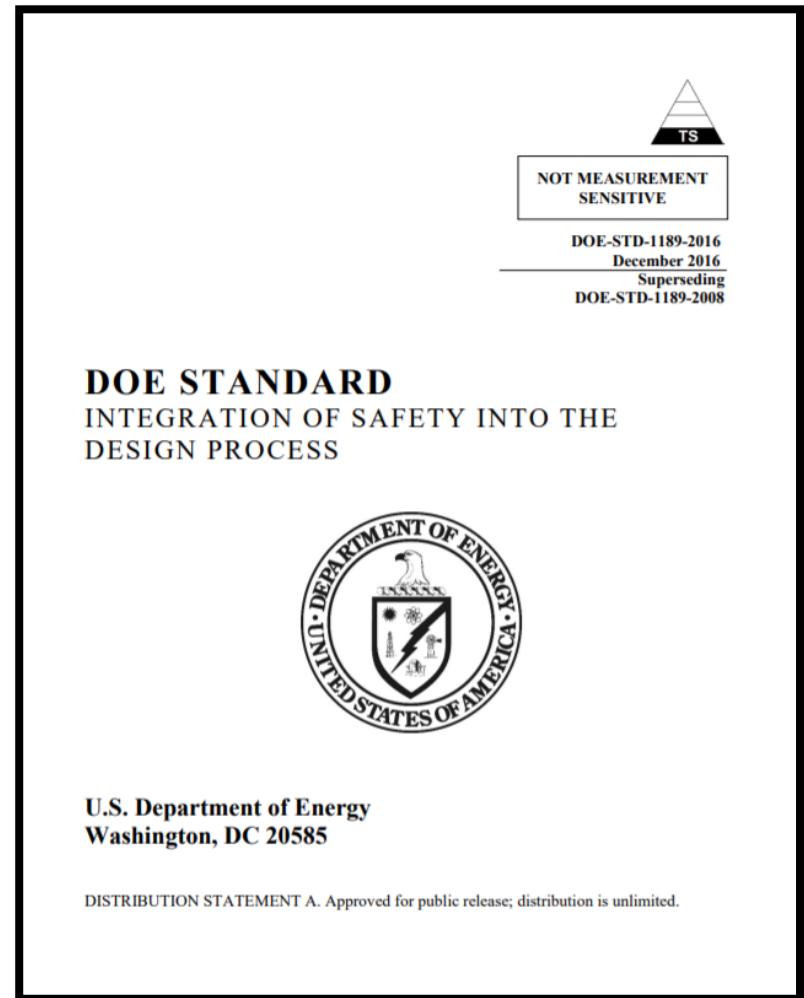 TS
NOT MEASUREMENT
SENSITIVE
DOE-STD-1189-2016
December 2016
Superseding
DOE-STD-1189-2008
DOE STANDARD
INTEGRATION OF SAFETY INTO THE
DESIGN PROCESS
DEPARTMENT OF ENERGY
UNITED STATES OF AMERICA
U.S. Department of Energy
Washington, DC 20585
DISTRIBUTION STATEMENT A. Approved for public release; distribution is unlimited.